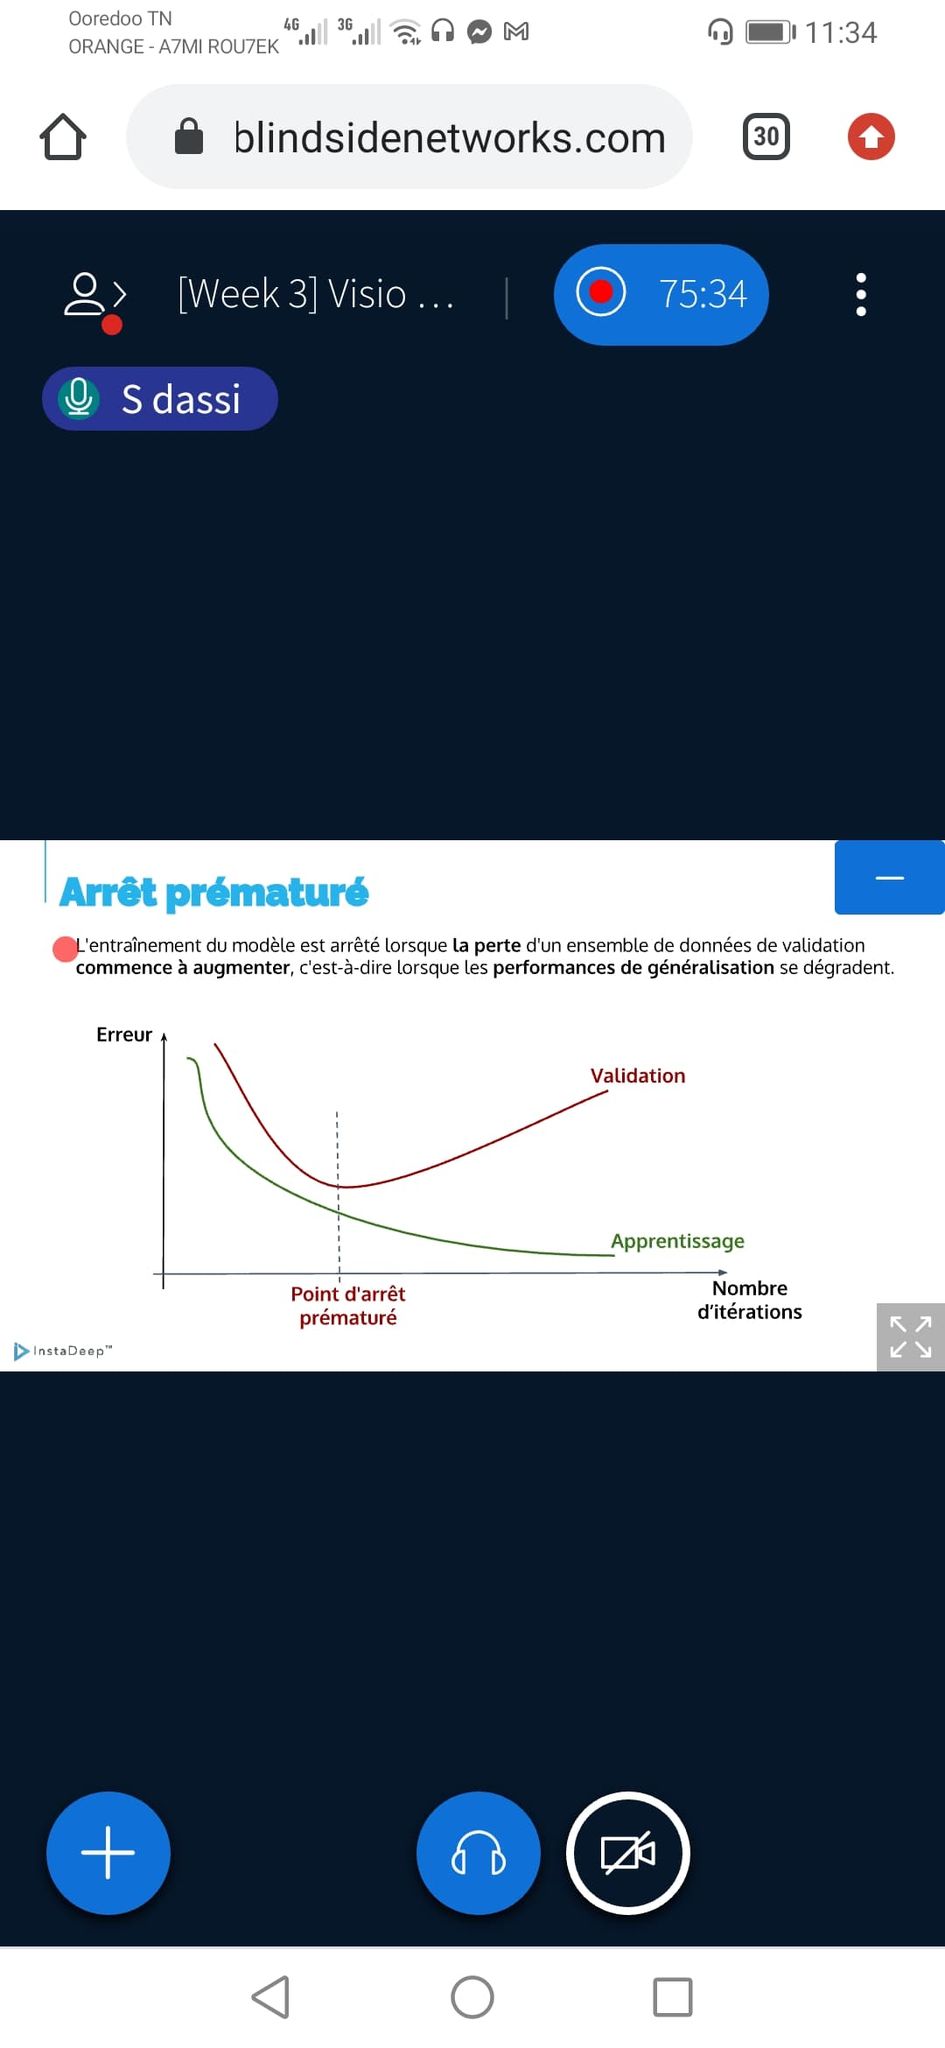 Ooredoo TN
ORANGE - A7MI ROU7EK
4G
3G
11:34
blindsidenetworks.com
30
[Week 3] Visio ...
75:34
S dassi
Arrêt prématuré
L'entraînement du modèle est arrêté lorsque la perte d'un ensemble de données de validation
commence à augmenter, c'est-à-dire lorsque les performances de généralisation se dégradent.
Erreur
Validation
Apprentissage
Point d'arrêt
prématuré
Nombre
d'itérations
InstaDeep™